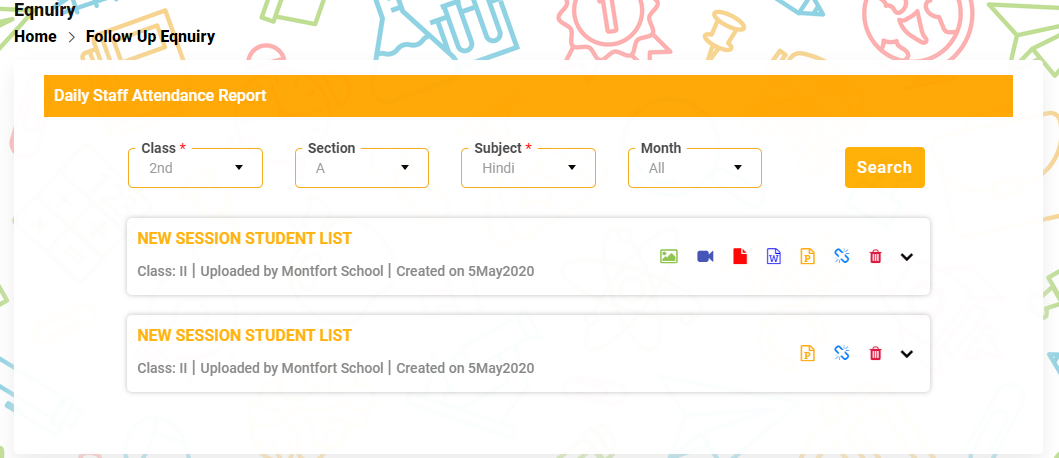 Eqnuiry
Home > Follow Up Eqnuiry
Daily Staff Attendance Report
Class * Section Subject * Month
2nd A Hindi All Search
NEW SESSION STUDENT LIST
Class: II | Uploaded by Montfort School | Created on 5May2020
NEW SESSION STUDENT LIST
Class: II | Uploaded by Montfort School | Created on 5May2020